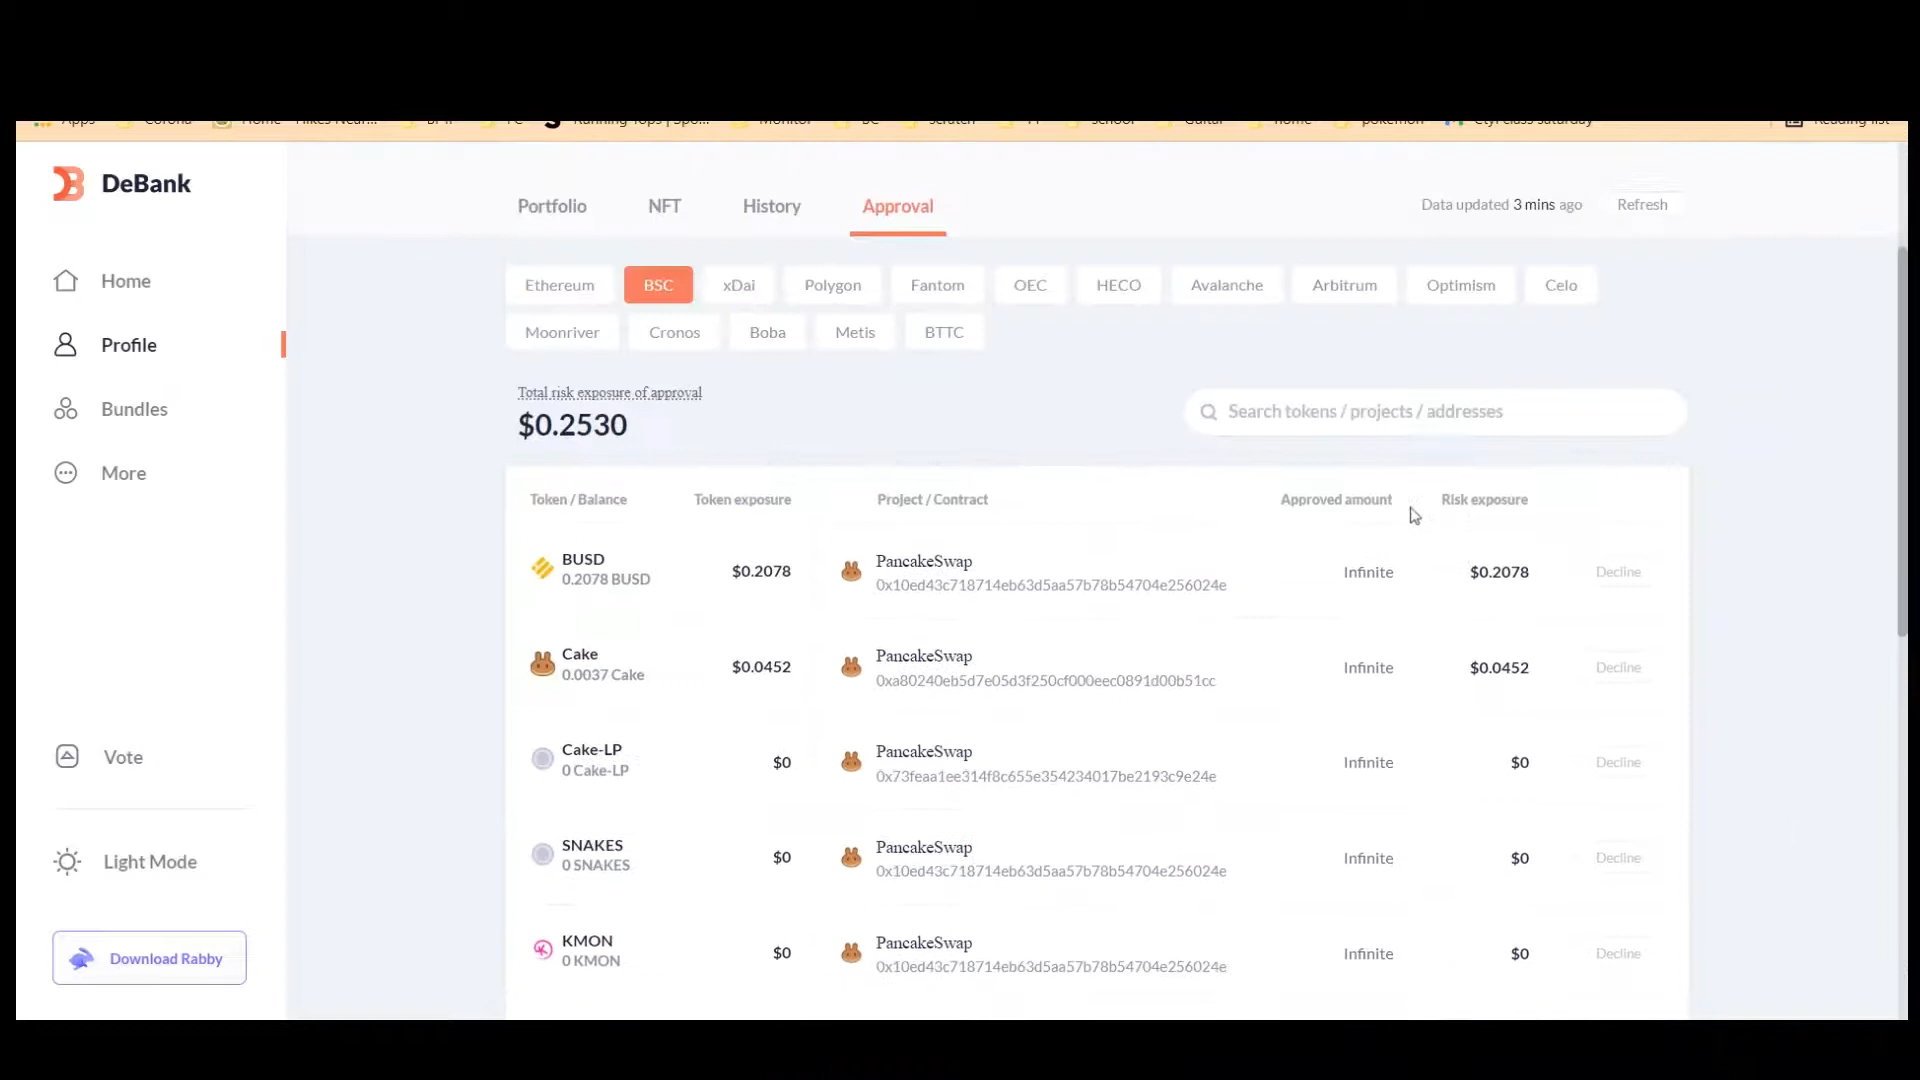 DeBank
Portfolio NFT History Approval
Data updated 3 mins ago Refresh
Home
Profile
Bundles
More
Vote
Light Mode
Download Rabby
Ethereum BSC xDai Polygon Fantom OEC HECO Avalanche Arbitrum Optimism Celo
Moonriver Cronos Boba Metis BTTC
Total risk exposure of approval
$0.2530
Search tokens / projects / addresses
Token / Balance Token exposure Project / Contract Approved amount Risk exposure
BUSD
0.2078 BUSD
$0.2078
PancakeSwap
0x10ed43c718714eb63d5aa57b78b54704e256024e
Infinite $0.2078 Decline
Cake
0.0037 Cake
$0.0452
PancakeSwap
0xa80240eb5d7e05d3f250cf000eec0891d00b51cc
Infinite $0.0452 Decline
Cake-LP
0 Cake-LP
$0
PancakeSwap
0x73feaa1ee314f8c655e354234017be2193c9e24e
Infinite $0 Decline
SNAKES
0 SNAKES
$0
PancakeSwap
0x10ed43c718714eb63d5aa57b78b54704e256024e
Infinite $0 Decline
KMON
0 KMON
$0
PancakeSwap
0x10ed43c718714eb63d5aa57b78b54704e256024e
Infinite $0 Decline